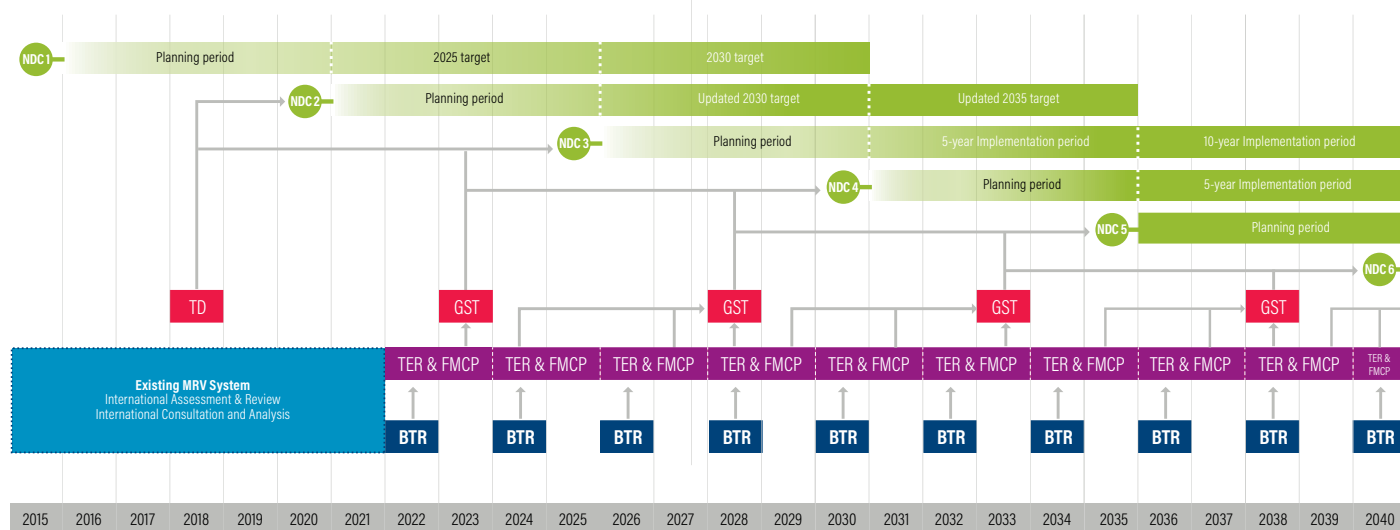 NDC 1
Planning period
2025 target
2030 target
NDC 2
Planning period
Updated 2030 target
Updated 2035 target
NDC 3
Planning period
5-year Implementation period
10-year Implementation period
NDC 4
Planning period
5-year Implementation period
NDC 5
Planning period
NDC 6
TD
GST
GST
GST
GST
Existing MRV System
International Assessment & Review
International Consultation and Analysis
TER & FMCP
TER & FMCP
TER & FMCP
TER & FMCP
TER & FMCP
TER & FMCP
TER & FMCP
TER & FMCP
TER & FMCP
TER &
FMCP
BTR
BTR
BTR
BTR
BTR
BTR
BTR
BTR
BTR
BTR
2015 2016 2017 2018 2019 2020 2021 2022 2023 2024 2025 2026 2027 2028 2029 2030 2031 2032 2033 2034 2035 2036 2037 2038 2039 2040